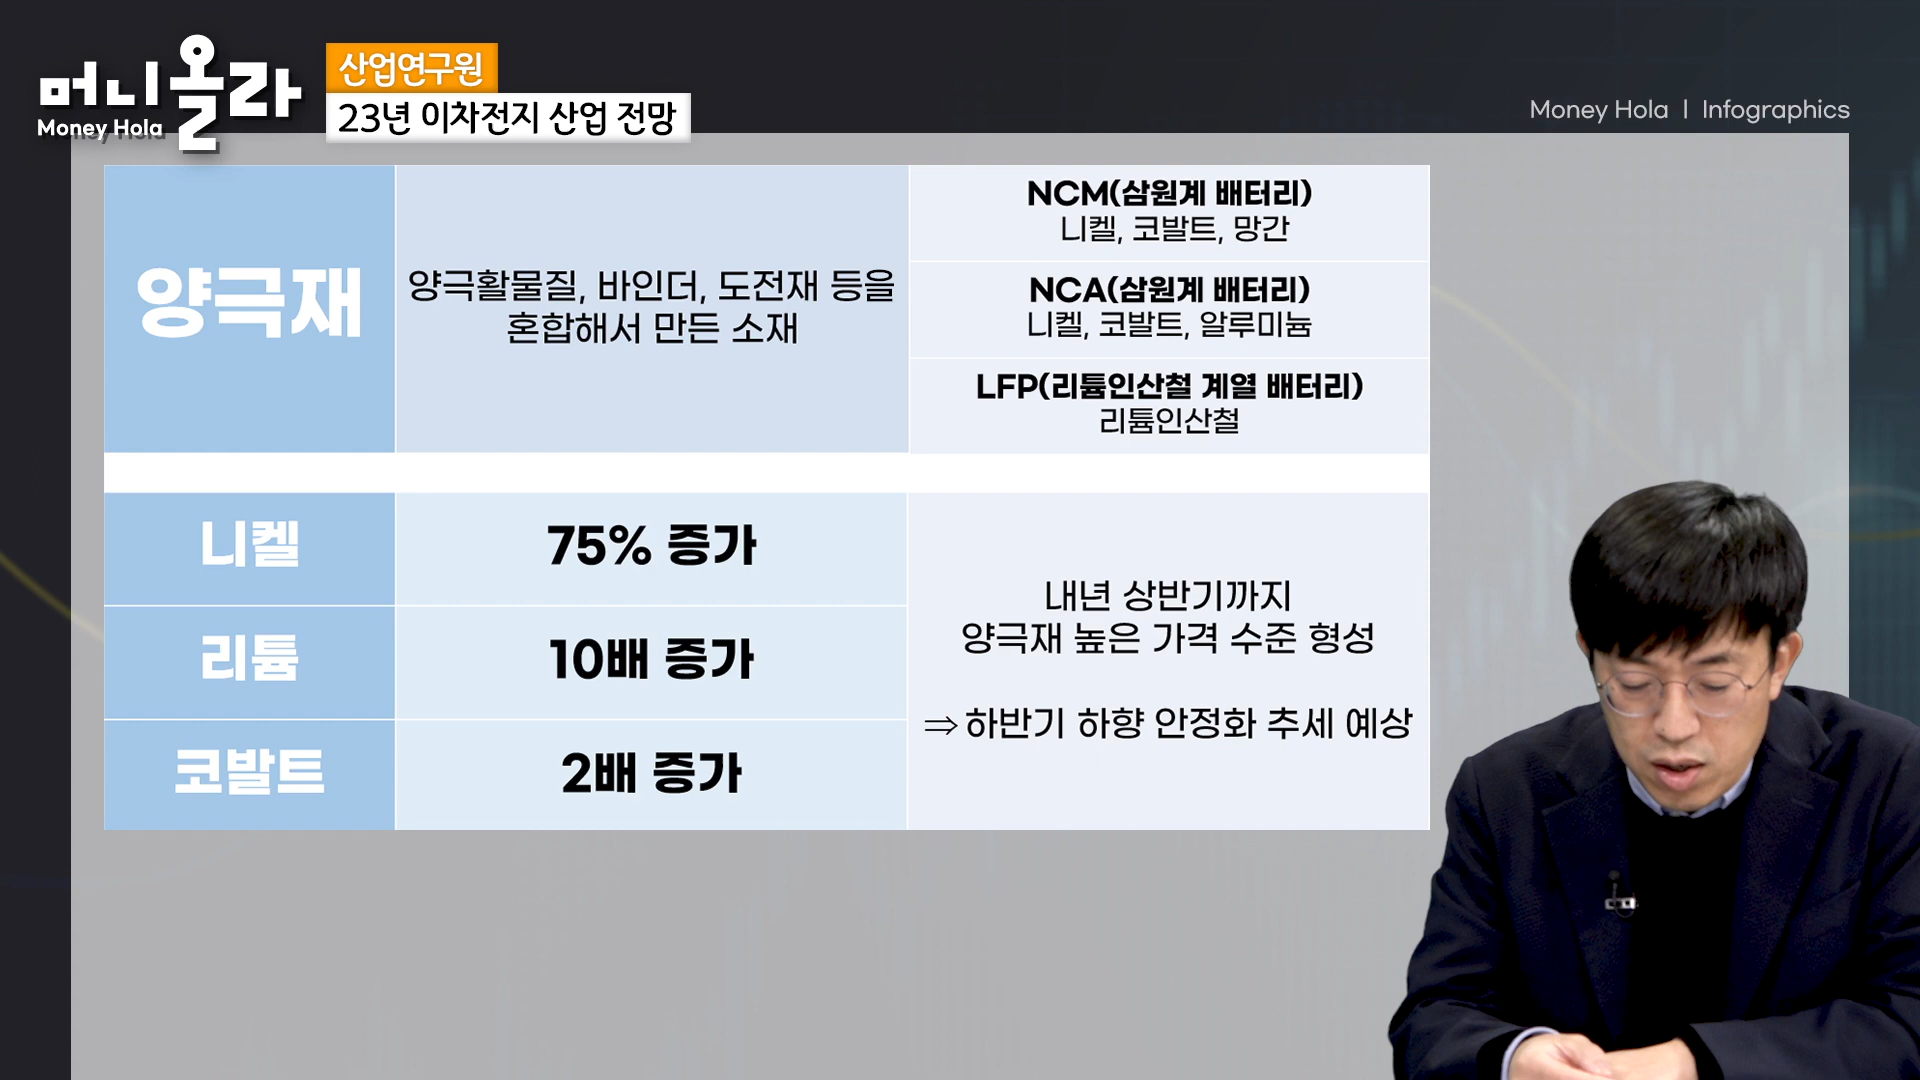 머니올라
Money Hola
산업연구원
23년 이차전지 산업 전망
Money Hola | Infographics
양극재
양극활물질, 바인더, 도전재 등을
혼합해서 만든 소재
NCM(삼원계 배터리)
니켈, 코발트, 망간
NCA(삼원계 배터리)
니켈, 코발트, 알루미늄
LFP(리튬인산철 계열 배터리)
리튬인산철
니켈
75% 증가
리튬
10배 증가
코발트
2배 증가
내년 상반기까지
양극재 높은 가격 수준 형성
⇒ 하반기 하향 안정화 추세 예상